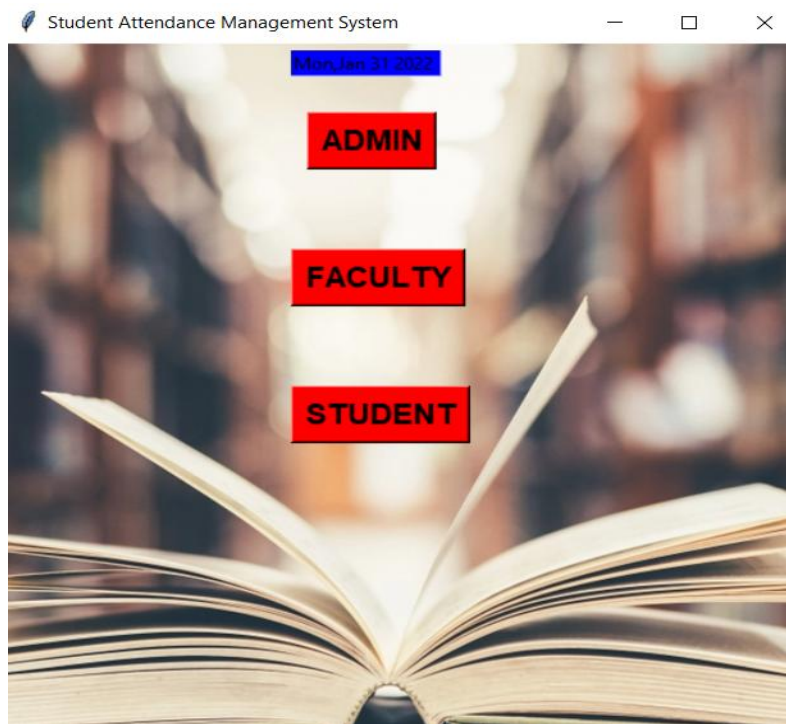 Student Attendance Management System
Mon,Jan 31 2022
ADMIN
FACULTY
STUDENT